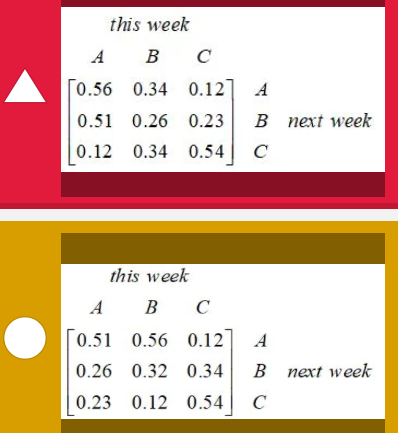 this week
A B C
0.56 0.34 0.12 A
0.51 0.26 0.23 B next week
0.12 0.34 0.54 C
this week
A B C
0.51 0.56 0.12 A
0.26 0.32 0.34 B next week
0.23 0.12 0.54 C